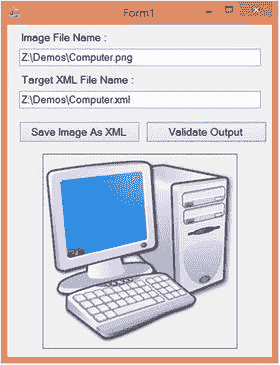 Form1
Image File Name :
Z:\Demos\Computer.png
Target XML File Name :
Z:\Demos\Computer.xml
Save Image As XML
Validate Output